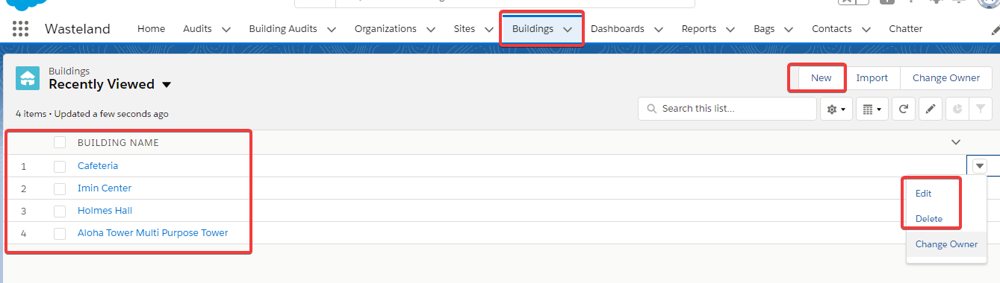 Wasteland Home Audits Building Audits Organizations Sites Buildings Dashboards Reports Bags Contacts Chatter
Buildings
Recently Viewed
New Import Change Owner
4 items • Updated a few seconds ago
Search this list...
BUILDING NAME
1 Cafeteria
2 Imin Center
3 Holmes Hall
4 Aloha Tower Multi Purpose Tower
Edit
Delete
Change Owner